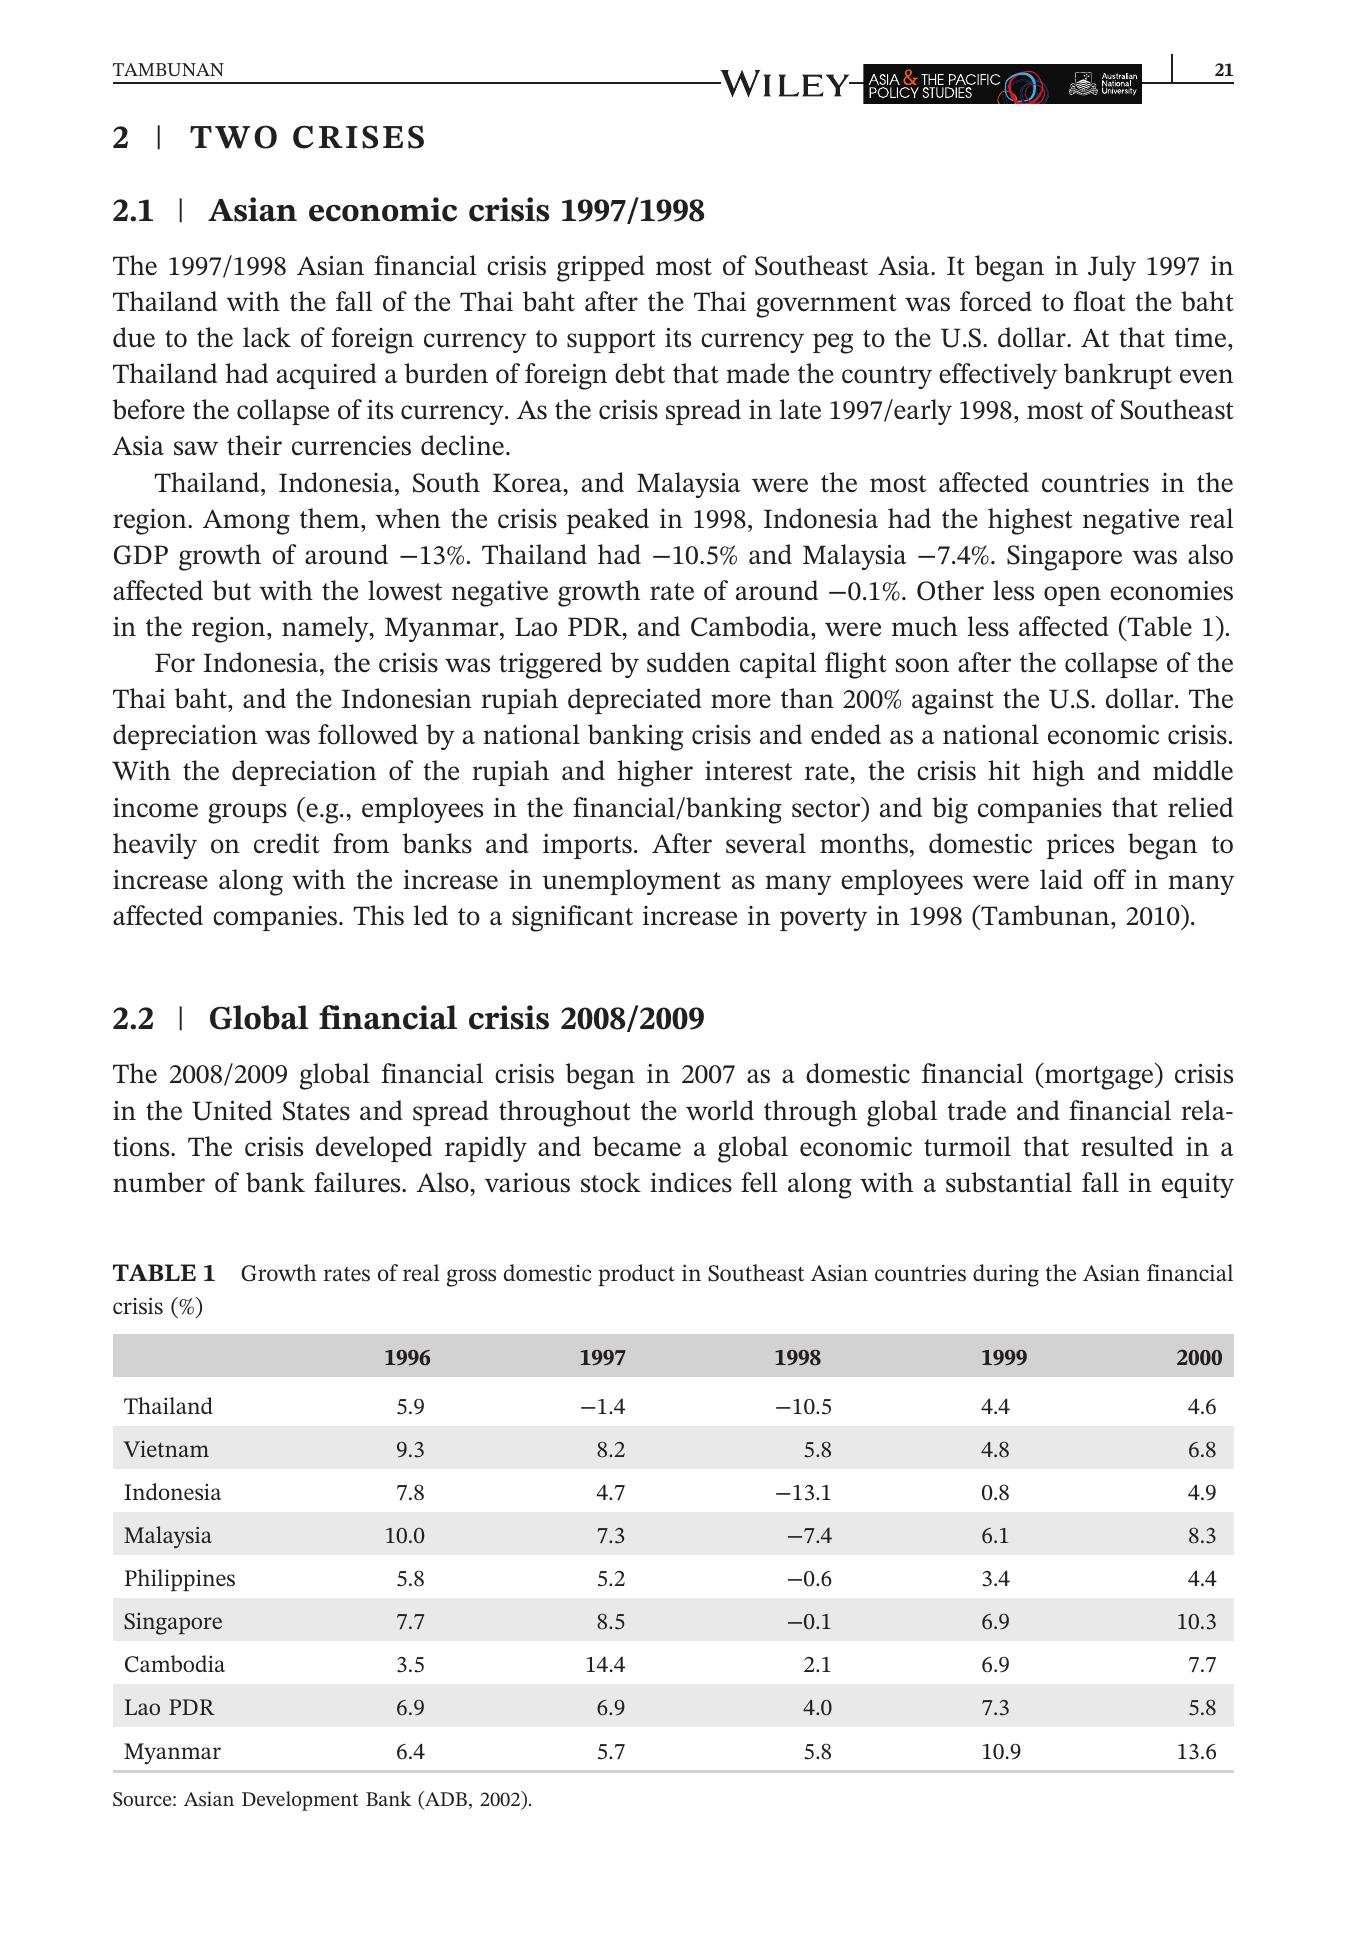 TAMBUNAN
WILEY
ASIA & THE PACIFIC
POLICY STUDIES
Australian
National
University
21
2 | TWO CRISES
2.1 | Asian economic crisis 1997/1998
The 1997/1998 Asian financial crisis gripped most of Southeast Asia. It began in July 1997 in
Thailand with the fall of the Thai baht after the Thai government was forced to float the baht
due to the lack of foreign currency to support its currency peg to the U.S. dollar. At that time,
Thailand had acquired a burden of foreign debt that made the country effectively bankrupt even
before the collapse of its currency. As the crisis spread in late 1997/early 1998, most of Southeast
Asia saw their currencies decline.
Thailand, Indonesia, South Korea, and Malaysia were the most affected countries in the
region. Among them, when the crisis peaked in 1998, Indonesia had the highest negative real
GDP growth of around −13%. Thailand had −10.5% and Malaysia −7.4%. Singapore was also
affected but with the lowest negative growth rate of around −0.1%. Other less open economies
in the region, namely, Myanmar, Lao PDR, and Cambodia, were much less affected (Table 1).
For Indonesia, the crisis was triggered by sudden capital flight soon after the collapse of the
Thai baht, and the Indonesian rupiah depreciated more than 200% against the U.S. dollar. The
depreciation was followed by a national banking crisis and ended as a national economic crisis.
With the depreciation of the rupiah and higher interest rate, the crisis hit high and middle
income groups (e.g., employees in the financial/banking sector) and big companies that relied
heavily on credit from banks and imports. After several months, domestic prices began to
increase along with the increase in unemployment as many employees were laid off in many
affected companies. This led to a significant increase in poverty in 1998 (Tambunan, 2010).
2.2 | Global financial crisis 2008/2009
The 2008/2009 global financial crisis began in 2007 as a domestic financial (mortgage) crisis
in the United States and spread throughout the world through global trade and financial rela-
tions. The crisis developed rapidly and became a global economic turmoil that resulted in a
number of bank failures. Also, various stock indices fell along with a substantial fall in equity
TABLE 1 Growth rates of real gross domestic product in Southeast Asian countries during the Asian financial
crisis (%)
1996 1997 1998 1999 2000
Thailand 5.9 −1.4 −10.5 4.4 4.6
Vietnam 9.3 8.2 5.8 4.8 6.8
Indonesia 7.8 4.7 −13.1 0.8 4.9
Malaysia 10.0 7.3 −7.4 6.1 8.3
Philippines 5.8 5.2 −0.6 3.4 4.4
Singapore 7.7 8.5 −0.1 6.9 10.3
Cambodia 3.5 14.4 2.1 6.9 7.7
Lao PDR 6.9 6.9 4.0 7.3 5.8
Myanmar 6.4 5.7 5.8 10.9 13.6
Source: Asian Development Bank (ADB, 2002).